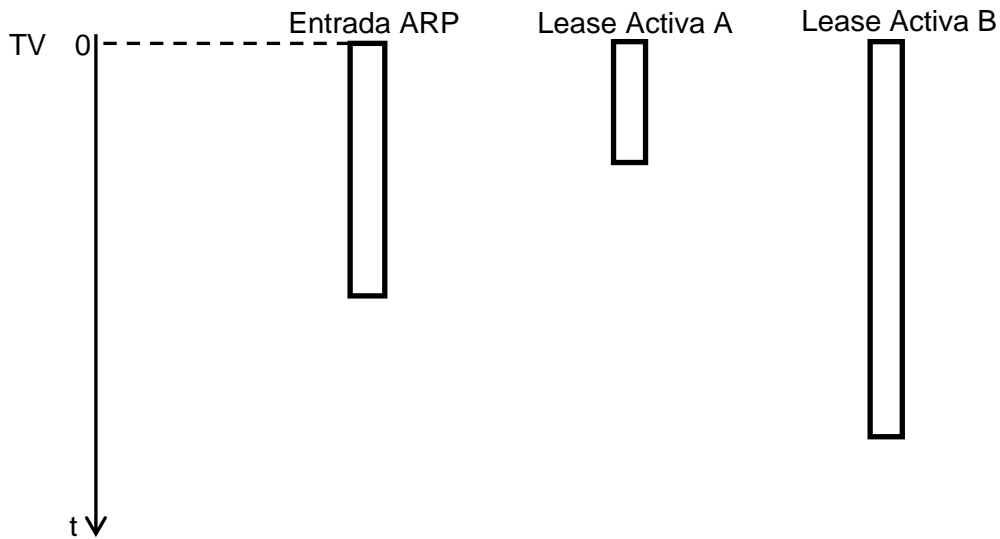 Entrada ARP
Lease Activa A
Lease Activa B
TV 0
t